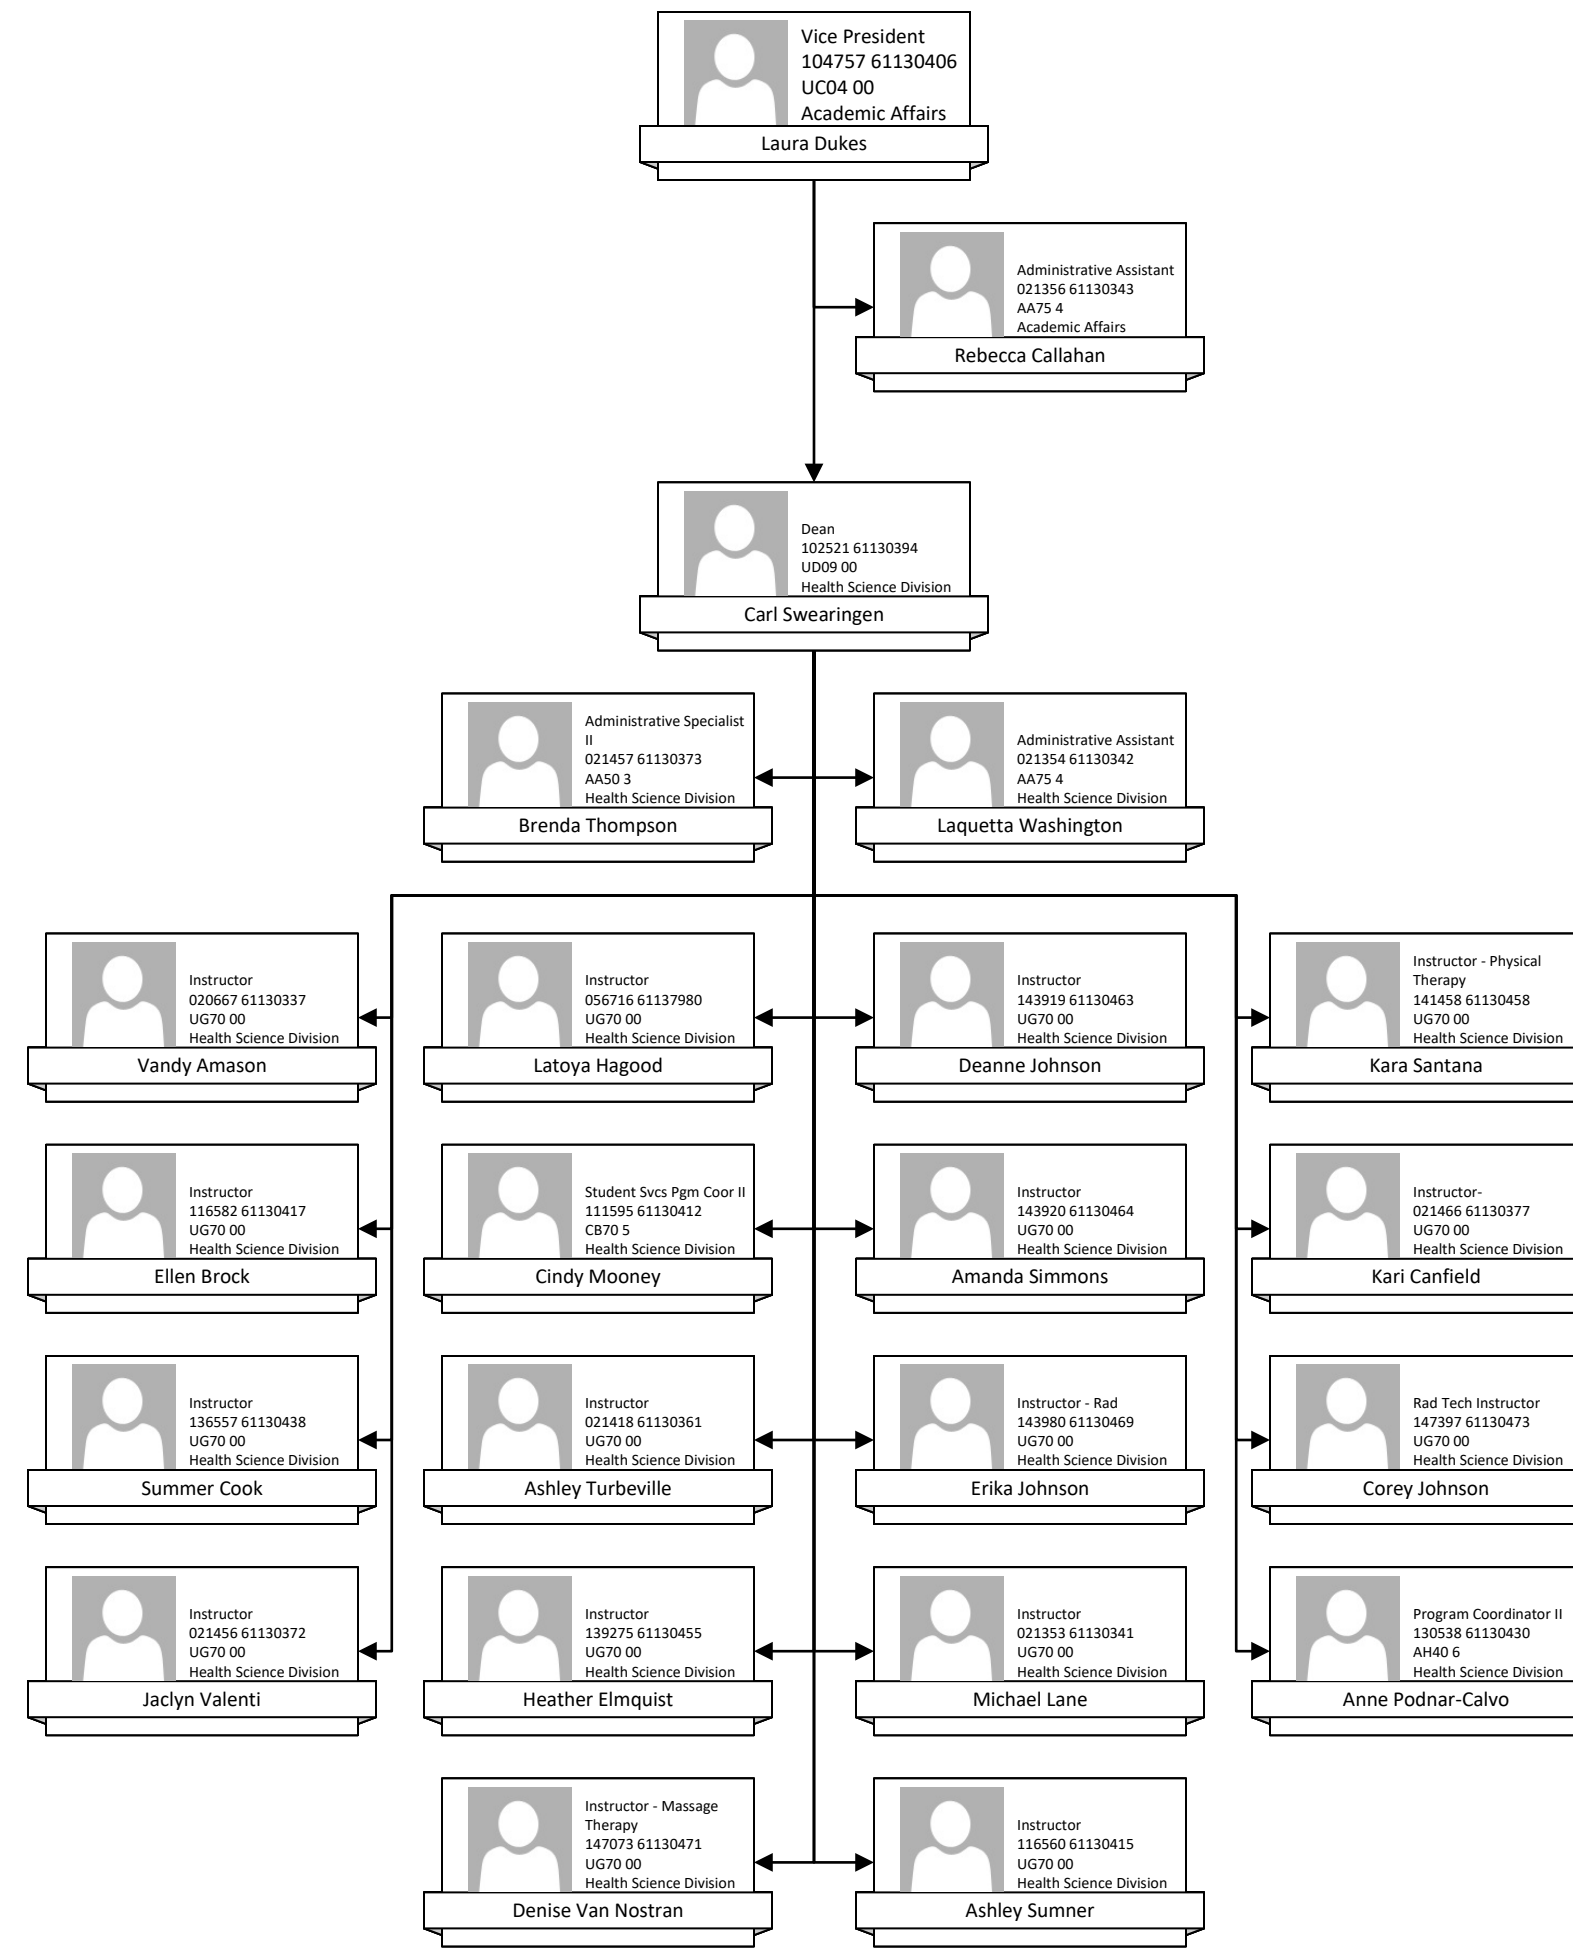 Vice President
104757 61130406
UC04 00
Academic Affairs
Laura Dukes
Administrative Assistant
021356 61130343
AA75 4
Academic Affairs
Rebecca Callahan
Dean
102521 61130394
UD09 00
Health Science Division
Carl Swearingen
Administrative Specialist
II
021457 61130373
AA50 3
Health Science Division
Brenda Thompson
Administrative Assistant
021354 61130342
AA75 4
Health Science Division
Laquetta Washington
Instructor
020667 61130337
UG70 00
Health Science Division
Vandy Amason
Instructor
056716 61137980
UG70 00
Health Science Division
Latoya Hagood
Instructor
143919 61130463
UG70 00
Health Science Division
Deanne Johnson
Instructor - Physical
Therapy
141458 61130458
UG70 00
Health Science Division
Kara Santana
Instructor
116582 61130417
UG70 00
Health Science Division
Ellen Brock
Student Svcs Pgm Coor II
111595 61130412
CB70 5
Health Science Division
Cindy Mooney
Instructor
143920 61130464
UG70 00
Health Science Division
Amanda Simmons
Instructor-
021466 61130377
UG70 00
Health Science Division
Kari Canfield
Instructor
136557 61130438
UG70 00
Health Science Division
Summer Cook
Instructor
021418 61130361
UG70 00
Health Science Division
Ashley Turbeville
Instructor - Rad
143980 61130469
UG70 00
Health Science Division
Erika Johnson
Rad Tech Instructor
147397 61130473
UG70 00
Health Science Division
Corey Johnson
Instructor
021456 61130372
UG70 00
Health Science Division
Jaclyn Valenti
Instructor
139275 61130455
UG70 00
Health Science Division
Heather Elmquist
Instructor
021353 61130341
UG70 00
Health Science Division
Michael Lane
Program Coordinator II
130538 61130430
AH40 6
Health Science Division
Anne Podnar-Calvo
Instructor - Massage
Therapy
147073 61130471
UG70 00
Health Science Division
Denise Van Nostran
Instructor
116560 61130415
UG70 00
Health Science Division
Ashley Sumner